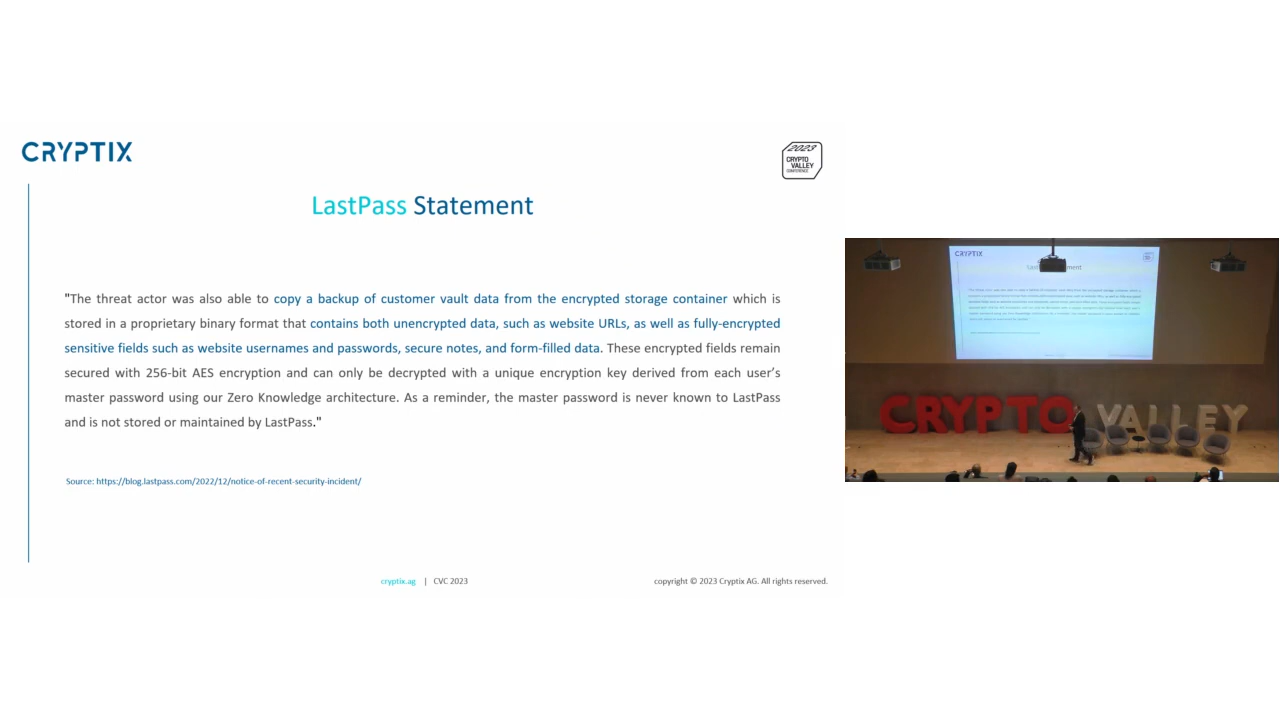 CRYPTIX
2023
CRYPTO
VALLEY
CONFERENCE
LastPass Statement
"The threat actor was also able to copy a backup of customer vault data from the encrypted storage container which is
stored in a proprietary binary format that contains both unencrypted data, such as website URLs, as well as fully-encrypted
sensitive fields such as website usernames and passwords, secure notes, and form-filled data. These encrypted fields remain
secured with 256-bit AES encryption and can only be decrypted with a unique encryption key derived from each user’s
master password using our Zero Knowledge architecture. As a reminder, the master password is never known to LastPass
and is not stored or maintained by LastPass."
Source: https://blog.lastpass.com/2022/12/notice-of-recent-security-incident/
cryptix.ag | CVC 2023
copyright © 2023 Cryptix AG. All rights reserved.
CRYPTIX
CRYPTO VALLEY